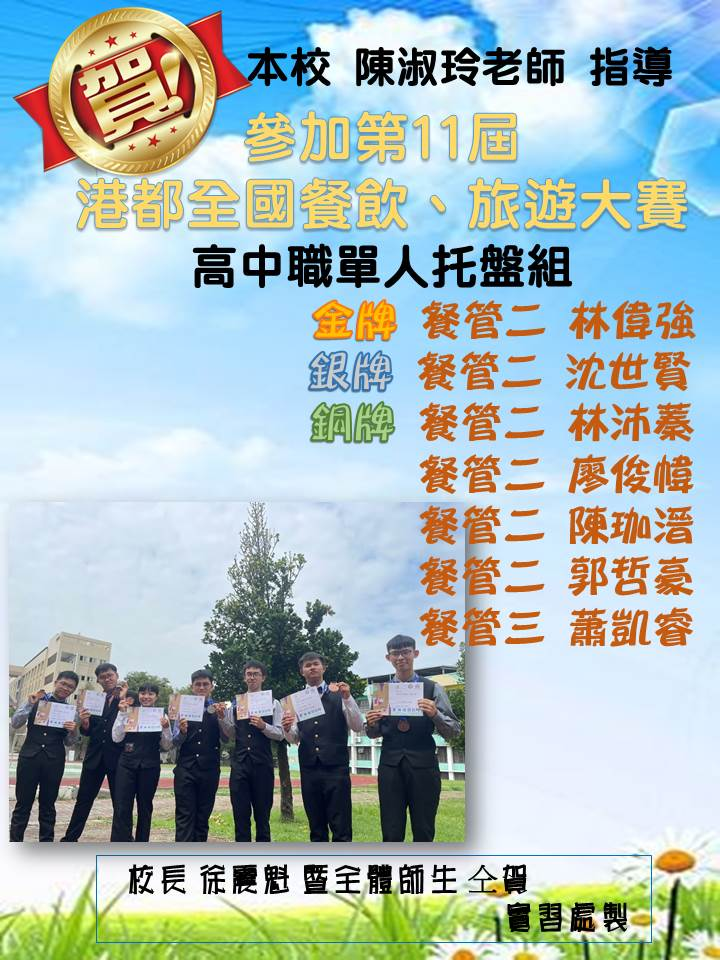 賀!
本校 陳淑玲老師 指導
參加第11屆
港都全國餐飲、旅遊大賽
高中職單人托盤組
金牌 餐管二 林偉強
銀牌 餐管二 沈世賢
銅牌 餐管二 林沛蓁
餐管二 廖俊幃
餐管二 陳珈溍
餐管二 郭哲豪
餐管三 蕭凱睿
校長 徐震魁 暨全體師生 仝賀
實習處 製